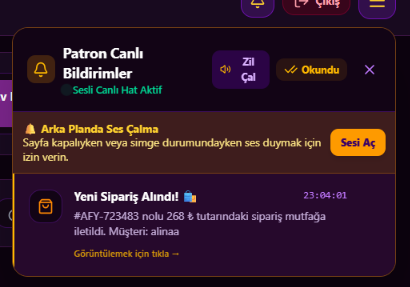 Çıkış
Patron Canlı
Bildirimler
Sesli Canlı Hat Aktif
Zil
Çal
Okundu
Arka Planda Ses Çalma
Sayfa kapalıyken veya simge durumundayken ses duymak için
izin verin.
Sesi Aç
Yeni Sipariş Alındı! 🛍️
23:04:01
#AFY-723483 nolu 268 ₺ tutarındaki sipariş mutfağa
iletildi. Müşteri: alinaa
Görüntülemek için tıkla →